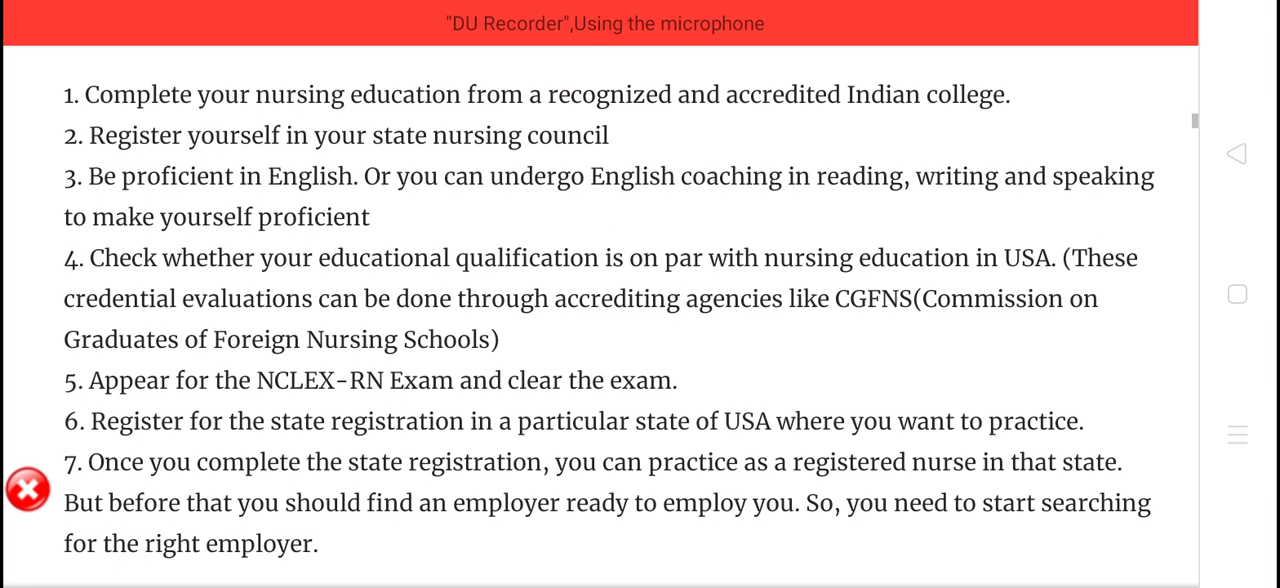 "DU Recorder",Using the microphone
1. Complete your nursing education from a recognized and accredited Indian college.
2. Register yourself in your state nursing council
3. Be proficient in English. Or you can undergo English coaching in reading, writing and speaking
to make yourself proficient
4. Check whether your educational qualification is on par with nursing education in USA. (These
credential evaluations can be done through accrediting agencies like CGFNS(Commission on
Graduates of Foreign Nursing Schools)
5. Appear for the NCLEX-RN Exam and clear the exam.
6. Register for the state registration in a particular state of USA where you want to practice.
7. Once you complete the state registration, you can practice as a registered nurse in that state.
But before that you should find an employer ready to employ you. So, you need to start searching
for the right employer.